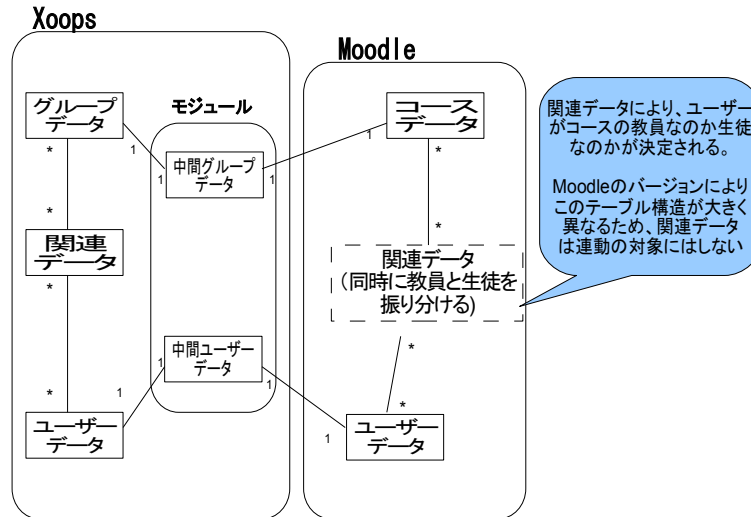 Xoops
Moodle
グループ
データ
モジュール
コース
データ
*
1
1
中間グループ
データ
1
1
*
*
関連
データ
*
*
関連データ
(同時に教員と生徒を
振り分ける)
関連データにより、ユーザー
がコースの教員なのか生徒
なのかが決定される。
Moodleのバージョンにより
このテーブル構造が大きく
異なるため、関連データ
は連動の対象にはしない
中間ユーザー
データ
1
1
*
*
*
1
ユーザー
データ
1
ユーザー
データ